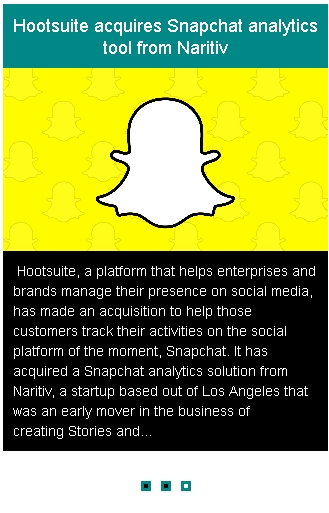 Hootsuite acquires Snapchat analytics
tool from Naritiv
Hootsuite, a platform that helps enterprises and
brands manage their presence on social media,
has made an acquisition to help those
customers track their activities on the social
platform of the moment, Snapchat. It has
acquired a Snapchat analytics solution from
Naritiv, a startup based out of Los Angeles that
was an early mover in the business of
creating Stories and...